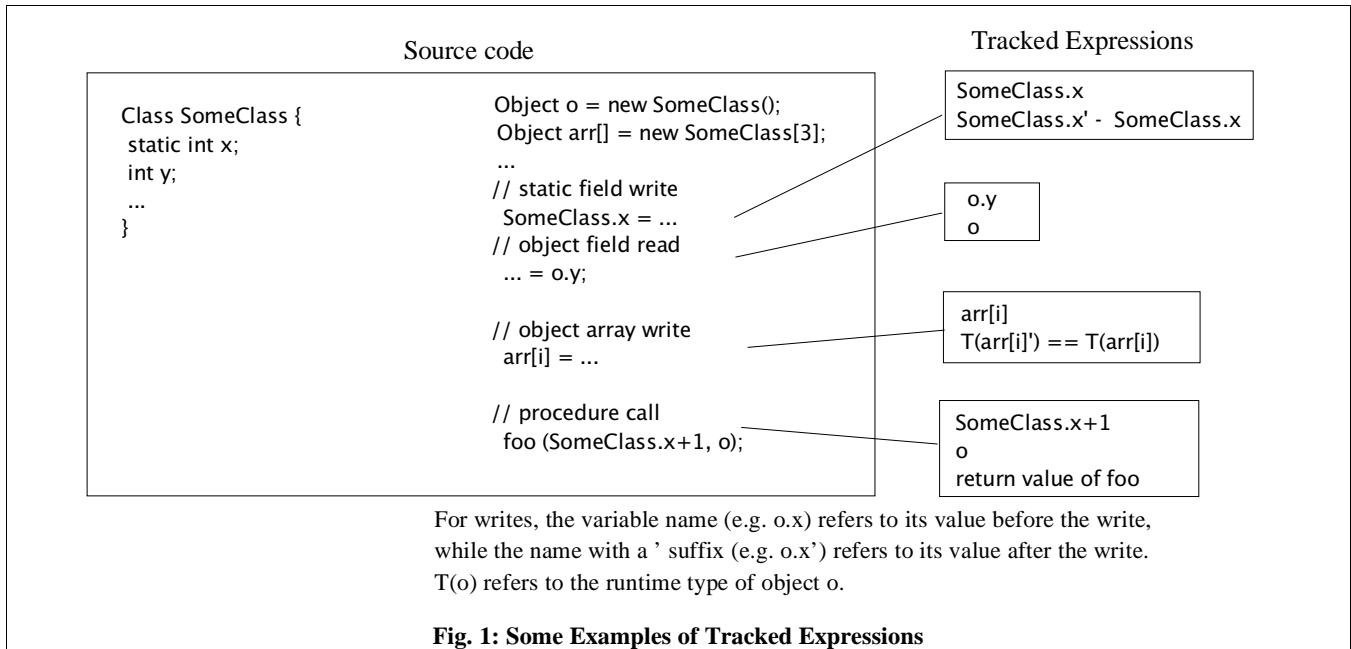 Source code
Class SomeClass {
static int x;
int y;
...
}
Object o = new SomeClass();
Object arr[] = new SomeClass[3];
...
// static field write
SomeClass.x = ...
// object field read
... = o.y;
// object array write
arr[i] = ...
// procedure call
foo (SomeClass.x+1, o);
Tracked Expressions
SomeClass.x
SomeClass.x' - SomeClass.x
o.y
o
arr[i]
T(arr[i]') == T(arr[i])
SomeClass.x+1
o
return value of foo
For writes, the variable name (e.g. o.x) refers to its value before the write,
while the name with a ’ suffix (e.g. o.x’) refers to its value after the write.
T(o) refers to the runtime type of object o.
Fig. 1: Some Examples of Tracked Expressions